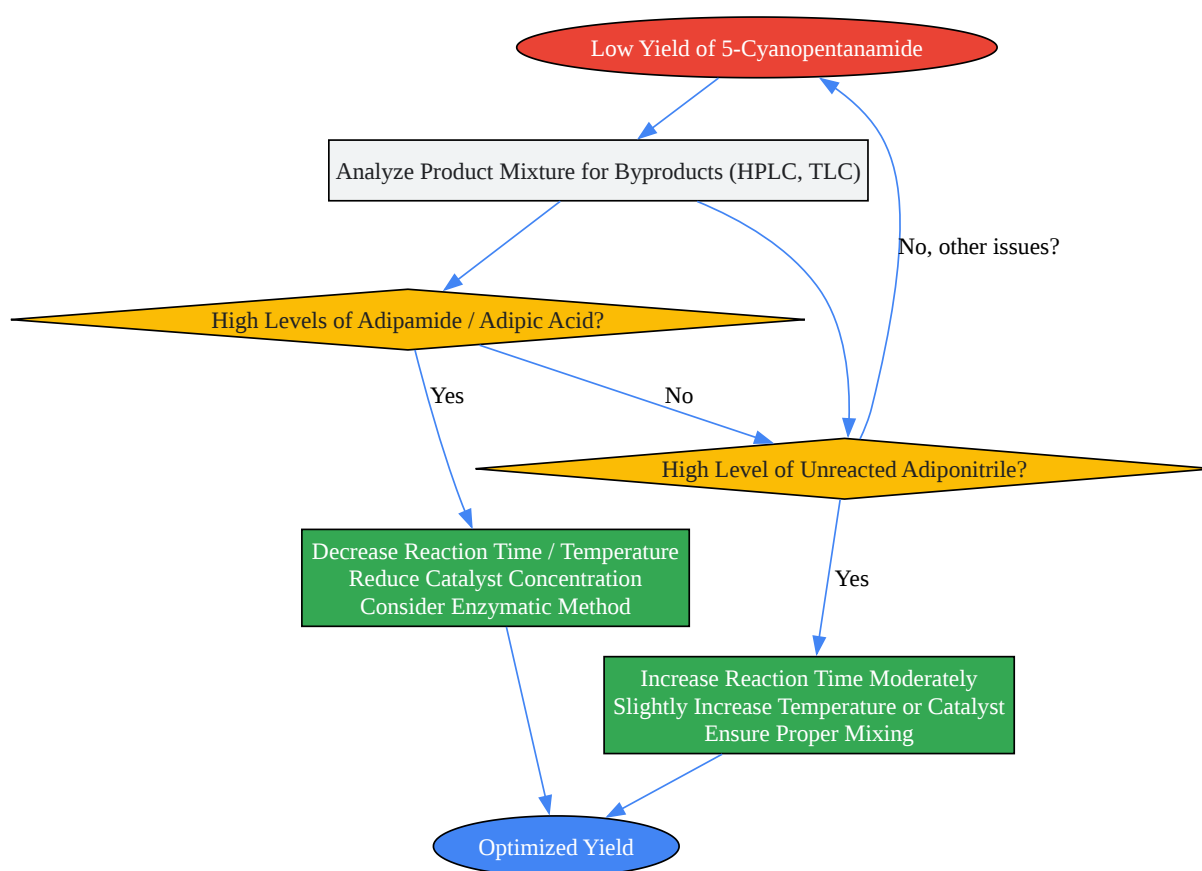 Low Yield of 5-Cyanopentanamide
Analyze Product Mixture for Byproducts (HPLC, TLC)
No, other issues?
High Levels of Adipamide / Adipic Acid?
Yes
No
High Level of Unreacted Adiponitrile?
Decrease Reaction Time / Temperature
Reduce Catalyst Concentration
Consider Enzymatic Method
Yes
Increase Reaction Time Moderately
Slightly Increase Temperature or Catalyst
Ensure Proper Mixing
Optimized Yield